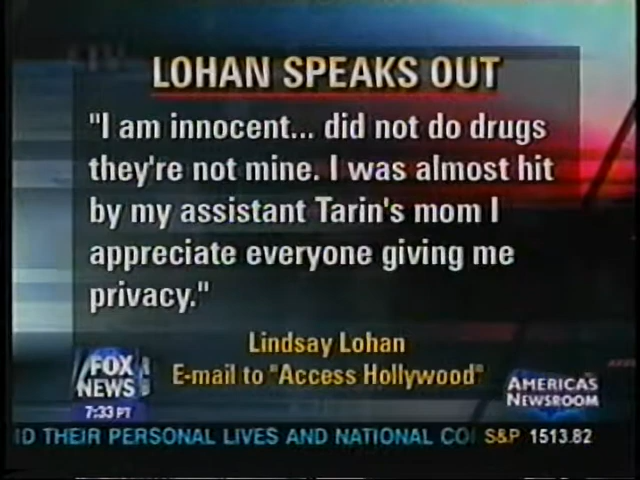 LOHAN SPEAKS OUT
"I am innocent... did not do drugs
they're not mine. I was almost hit
by my assistant Tarin's mom I
appreciate everyone giving me
privacy."
Lindsay Lohan
E-mail to "Access Hollywood"
FOX
NEWS
7:33 PT
AMERICA'S
NEWSROOM
D THEIR PERSONAL LIVES AND NATIONAL CO S&P 1513.82